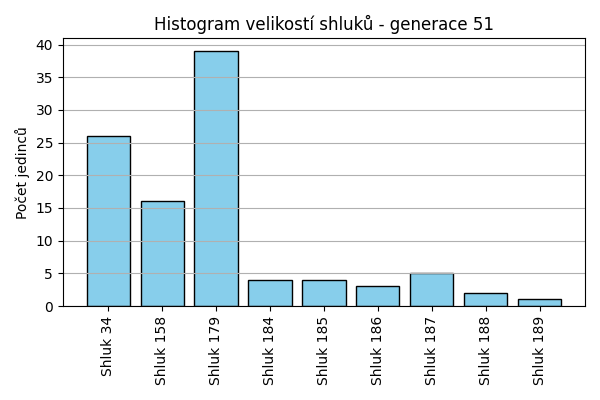 Histogram velikostí shluků - generace 51
Počet jedinců
40
35
30
25
20
15
10
5
0
Shluk 34
Shluk 158
Shluk 179
Shluk 184
Shluk 185
Shluk 186
Shluk 187
Shluk 188
Shluk 189